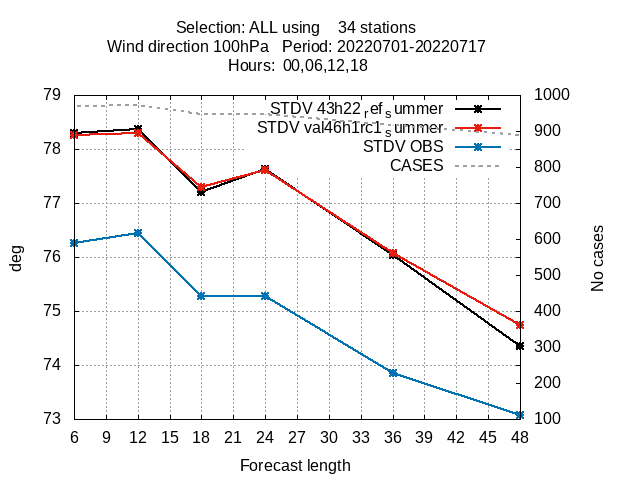 Selection: ALL using    34 stations
Wind direction 100hPa   Period: 20220701-20220717
Hours: 00,06,12,18
79
78
77
76
75
74
73
deg
1000
900
800
700
600
500
400
300
200
100
No cases
STDV 43h22refsummer
STDV val46h1rc1summer
STDV OBS
CASES
6 9 12 15 18 21 24 27 30 33 36 39 42 45 48
Forecast length